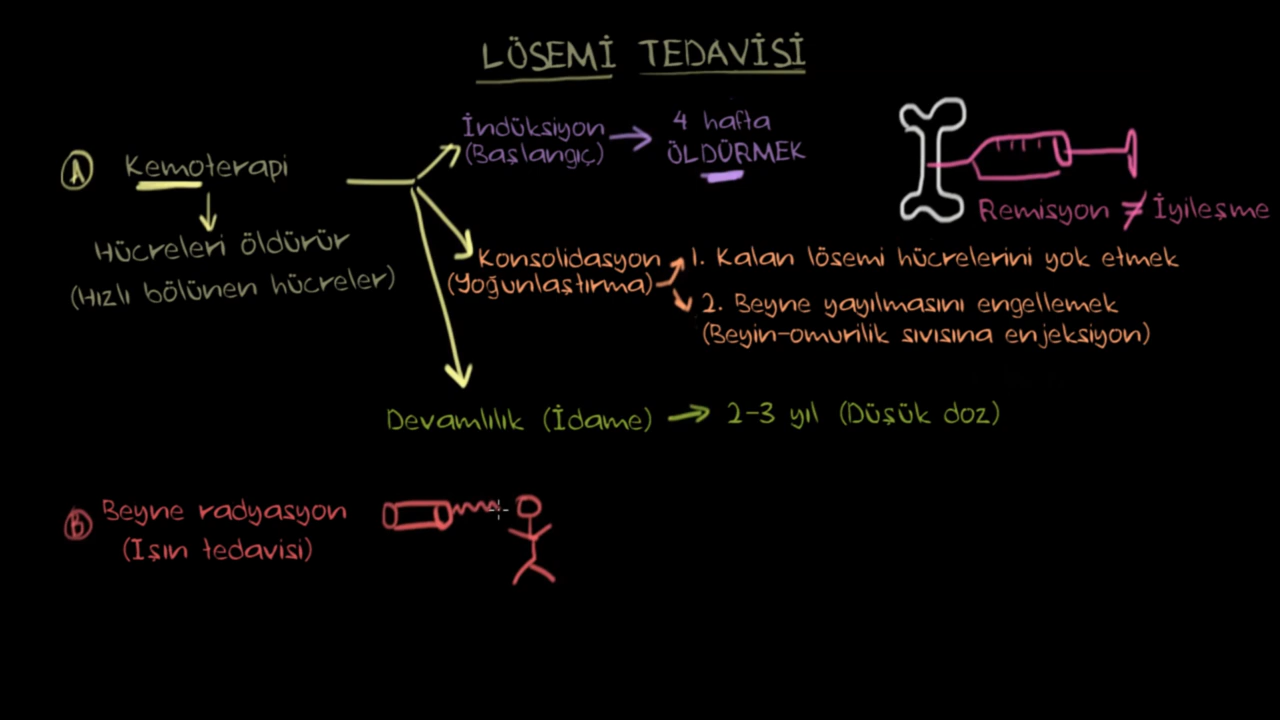 LÖSEMİ TEDAVİSİ
A Kemoterapi
Hücreleri öldürür
(Hızlı bölünen hücreler)
İndüksiyon
(Başlangıç)
4 hafta
ÖLDÜRMEK
Remisyon ≠ İyileşme
Konsolidasyon
(Yoğunlaştırma)
1. Kalan lösemi hücrelerini yok etmek
2. Beyne yayılmasını engellemek
(Beyin-omurilik sıvısına enjeksiyon)
Devamlılık (İdame) → 2-3 yıl (Düşük doz)
B Beyne radyasyon
(Işın tedavisi)